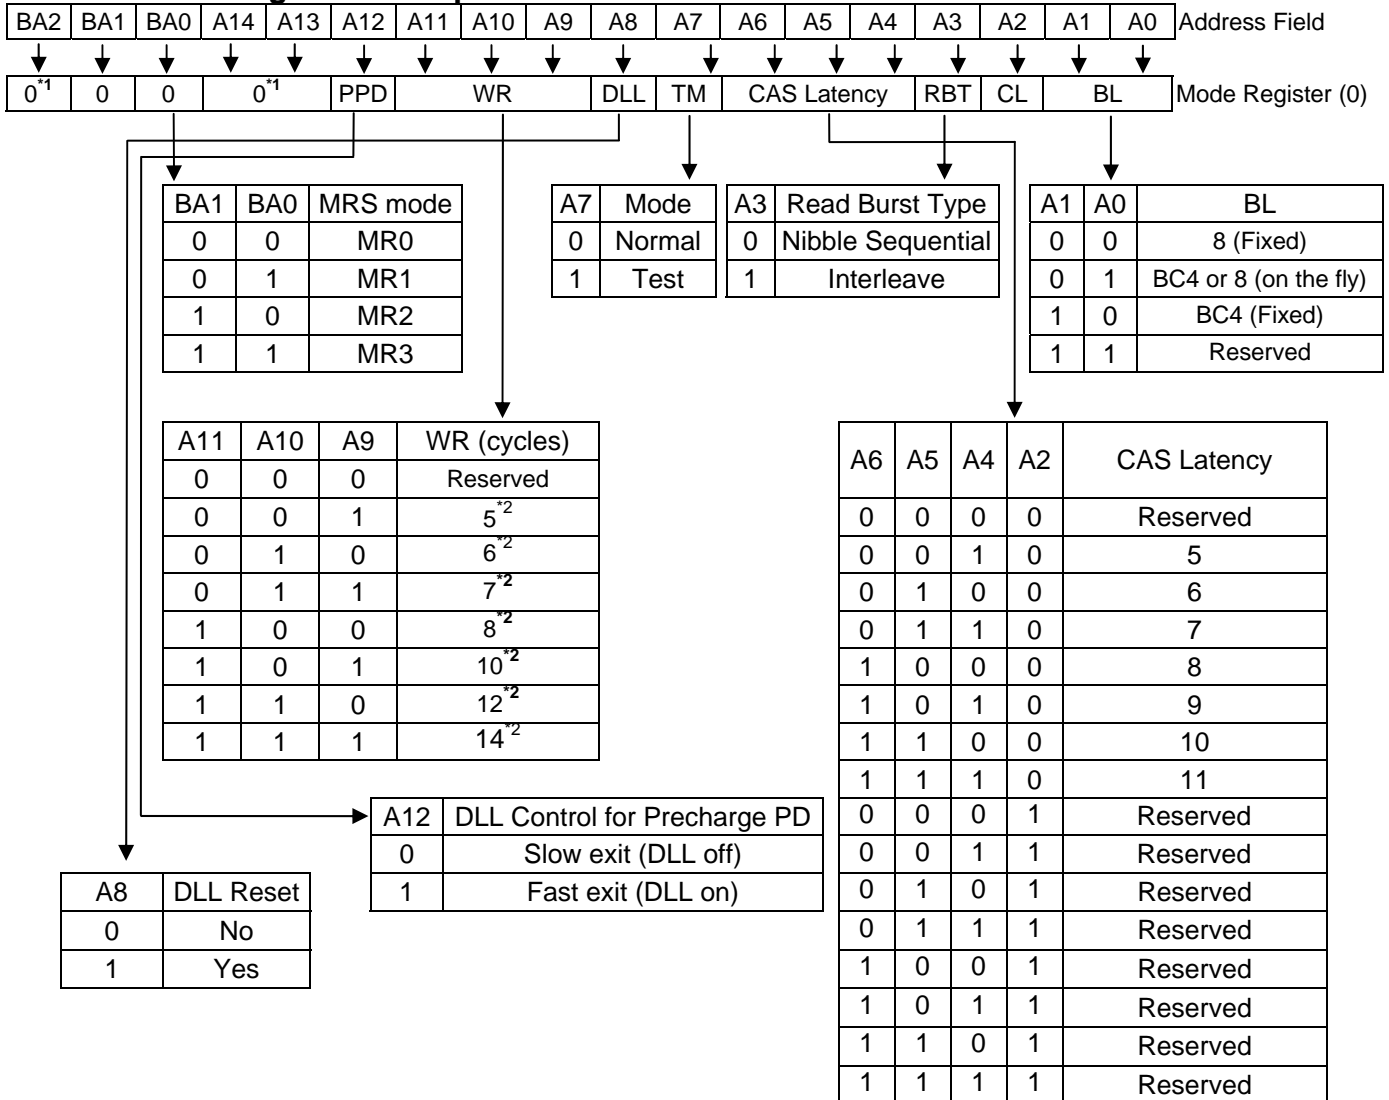 BA2 BA1 BA0 A14 A13 A12 A11 A10 A9 A8 A7 A6 A5 A4 A3 A2 A1 A0 Address Field
0*1 0 0 0*1 PPD WR DLL TM CAS Latency RBT CL BL Mode Register (0)
BA1 BA0 MRS mode
0 0 MR0
0 1 MR1
1 0 MR2
1 1 MR3
A7 Mode
0 Normal
1 Test
A3 Read Burst Type
0 Nibble Sequential
1 Interleave
A1 A0 BL
0 0 8 (Fixed)
0 1 BC4 or 8 (on the fly)
1 0 BC4 (Fixed)
1 1 Reserved
A11 A10 A9 WR (cycles)
0 0 0 Reserved
0 0 1 5*2
0 1 0 6*2
0 1 1 7*2
1 0 0 8*2
1 0 1 10*2
1 1 0 12*2
1 1 1 14*2
A6 A5 A4 A2 CAS Latency
0 0 0 0 Reserved
0 0 1 0 5
0 1 0 0 6
0 1 1 0 7
1 0 0 0 8
1 0 1 0 9
1 1 0 0 10
1 1 1 0 11
0 0 0 1 Reserved
0 0 1 1 Reserved
0 1 0 1 Reserved
0 1 1 1 Reserved
1 0 0 1 Reserved
1 0 1 1 Reserved
1 1 0 1 Reserved
1 1 1 1 Reserved
A12 DLL Control for Precharge PD
0 Slow exit (DLL off)
1 Fast exit (DLL on)
A8 DLL Reset
0 No
1 Yes